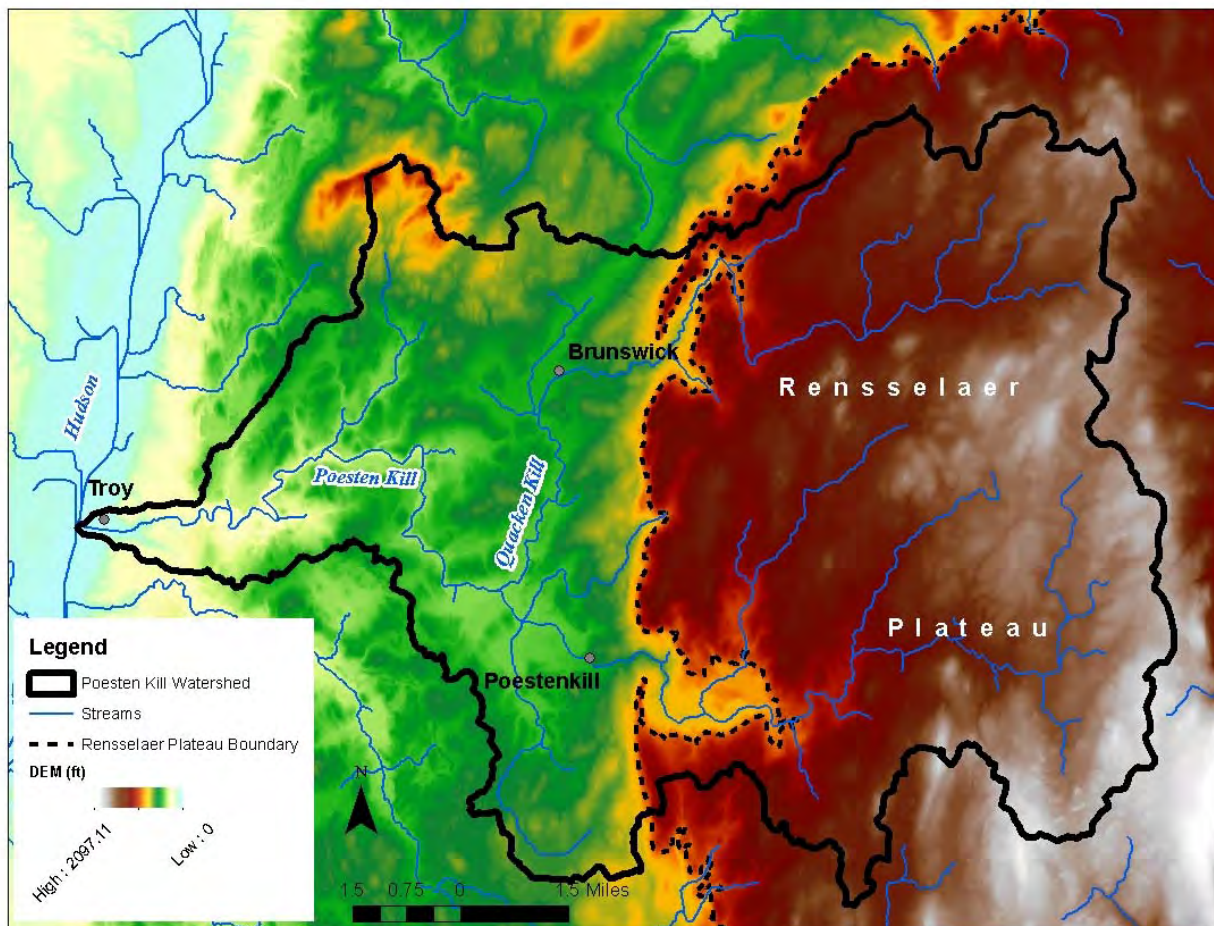 Brunswick
Rensselaer
Hudson
Poesten Kill
Troy
Quacken Kill
Plateau
Poestenkill
Legend
Poesten Kill Watershed
Streams
Rensselaer Plateau Boundary
DEM (ft)
High : 2097.11
Low : 0
N
1.5 0.75 0 1.5 Miles